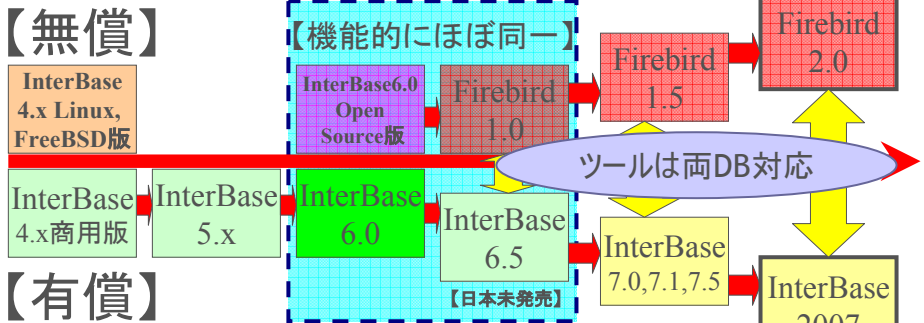 【無償】
【機能的にほぼ同一】
InterBase
4.x Linux,
FreeBSD版
InterBase6.0
Open
Source版
Firebird
1.0
Firebird
1.5
Firebird
2.0
ツールは両DB対応
InterBase
4.x商用版
InterBase
5.x
InterBase
6.0
InterBase
6.5
【日本未発売】
InterBase
7.0,7.1,7.5
InterBase
2007
【有償】